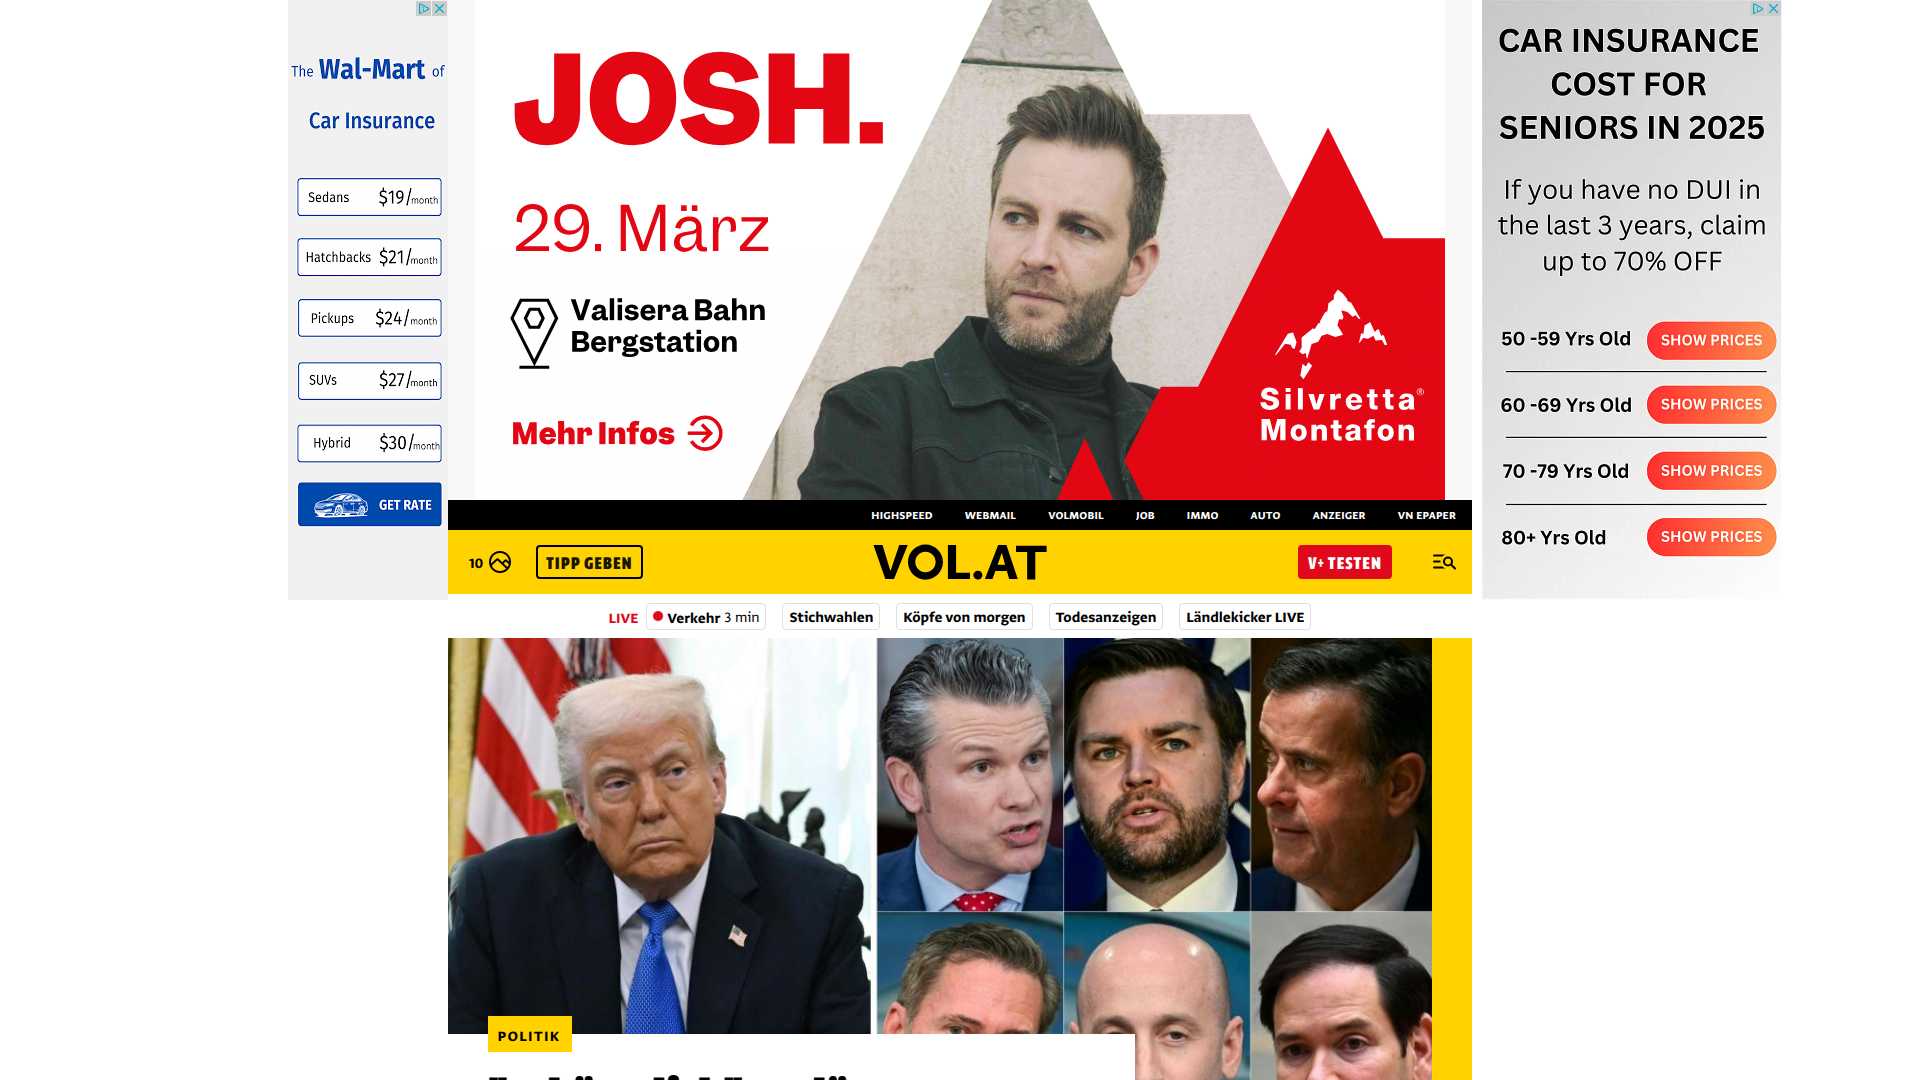 The Wal-Mart of
Car Insurance
Sedans $19/month
Hatchbacks $21/month
Pickups $24/month
SUVs $27/month
Hybrid $30/month
GET RATE
JOSH.
29. März
Valisera Bahn
Bergstation
Mehr Infos
Silvretta®
Montafon
CAR INSURANCE
COST FOR
SENIORS IN 2025
If you have no DUI in
the last 3 years, claim
up to 70% OFF
50 -59 Yrs Old SHOW PRICES
60 -69 Yrs Old SHOW PRICES
70 -79 Yrs Old SHOW PRICES
80+ Yrs Old SHOW PRICES
HIGHSPEED WEBMAIL VOLMOBIL JOB IMMO AUTO ANZEIGER VN EPAPER
10 TIPP GEBEN VOL.AT V+ TESTEN
LIVE Verkehr 3 min Stichwahlen Köpfe von morgen Todesanzeigen Ländlekicker LIVE
POLITIK